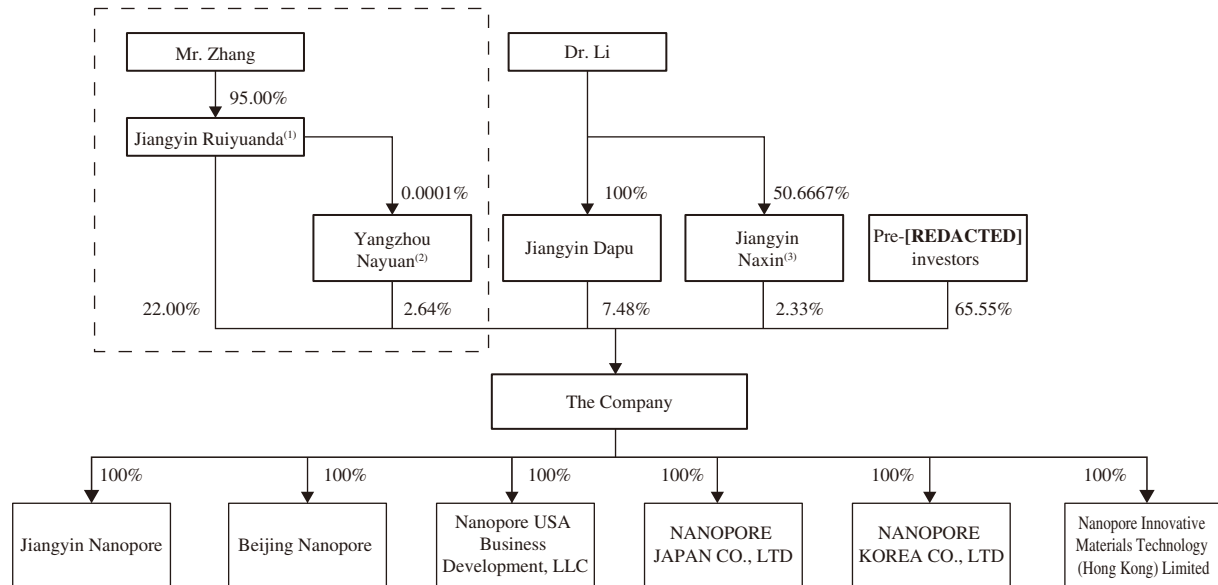 Mr. Zhang
Dr. Li
95.00%
Jiangyin Ruiyuanda(1)
0.0001%
100%
50.6667%
Yangzhou
Nayuan(2)
Jiangyin Dapu
Jiangyin
Naxin(3)
Pre-[REDACTED]
investors
22.00%
2.64%
7.48%
2.33%
65.55%
The Company
100%
100%
100%
100%
100%
100%
Jiangyin Nanopore
Beijing Nanopore
Nanopore USA
Business
Development, LLC
NANOPORE
JAPAN CO., LTD
NANOPORE
KOREA CO., LTD
Nanopore Innovative
Materials Technology
(Hong Kong) Limited